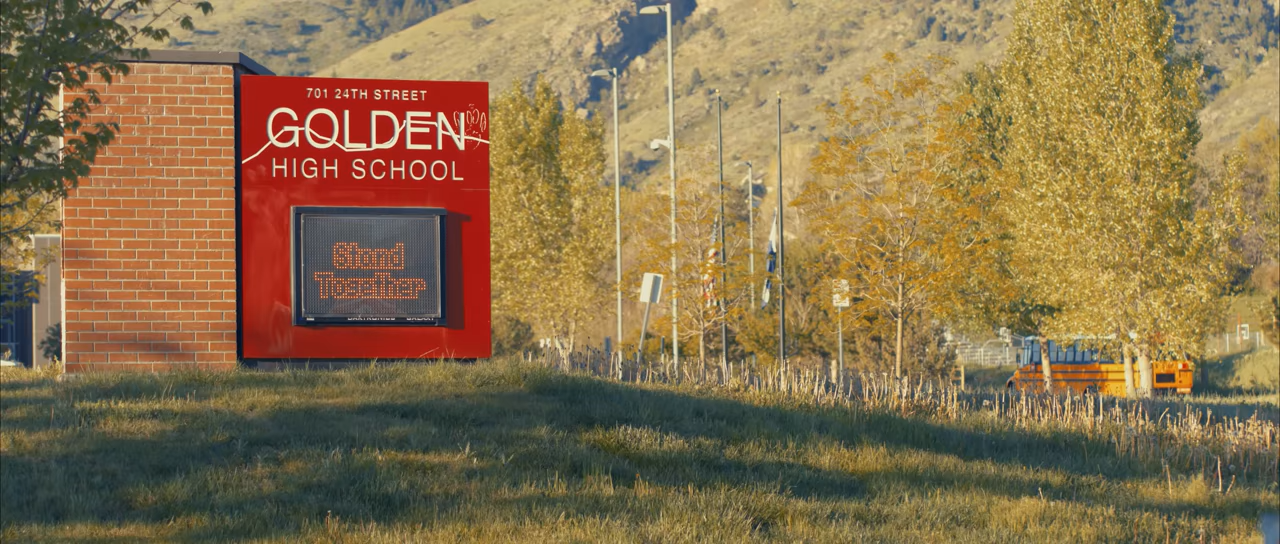 701 24TH STREET
GOLDEN
HIGH SCHOOL
Stand
Together